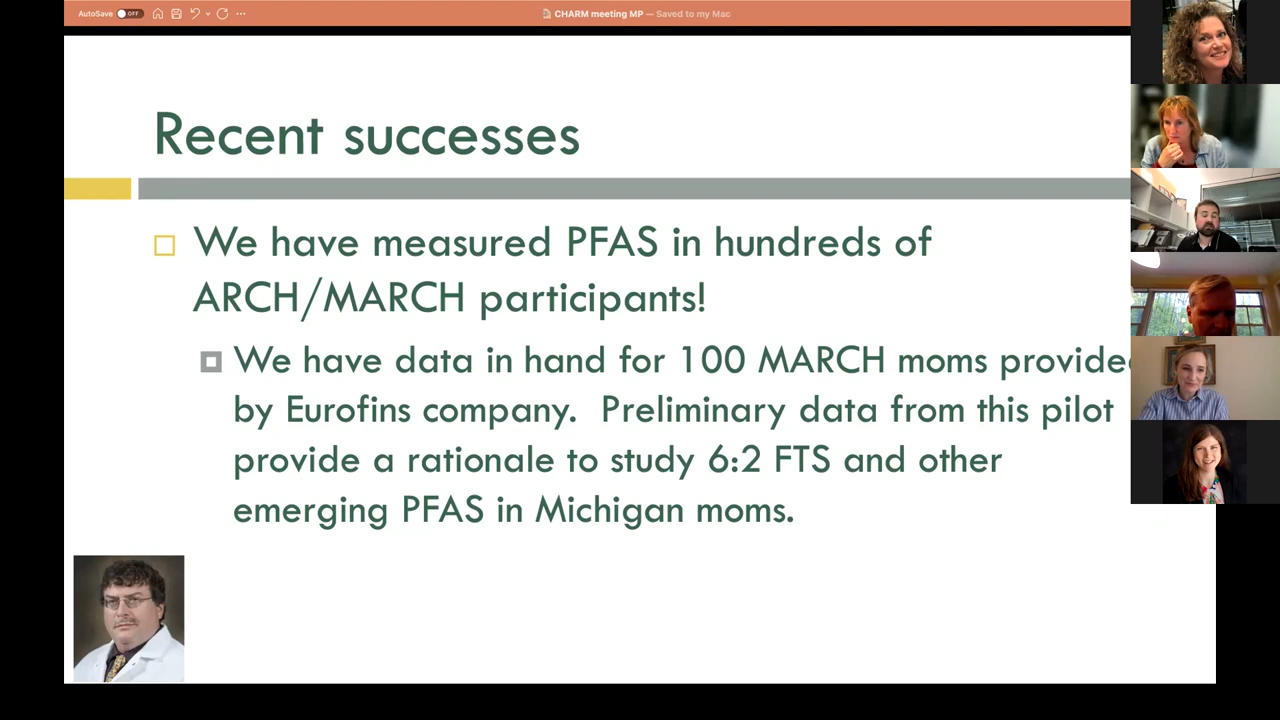 AutoSave OFF
CHARM meeting MP — Saved to my Mac
Recent successes
We have measured PFAS in hundreds of
ARCH/MARCH participants!
We have data in hand for 100 MARCH moms provided
by Eurofins company. Preliminary data from this pilot
provide a rationale to study 6:2 FTS and other
emerging PFAS in Michigan moms.